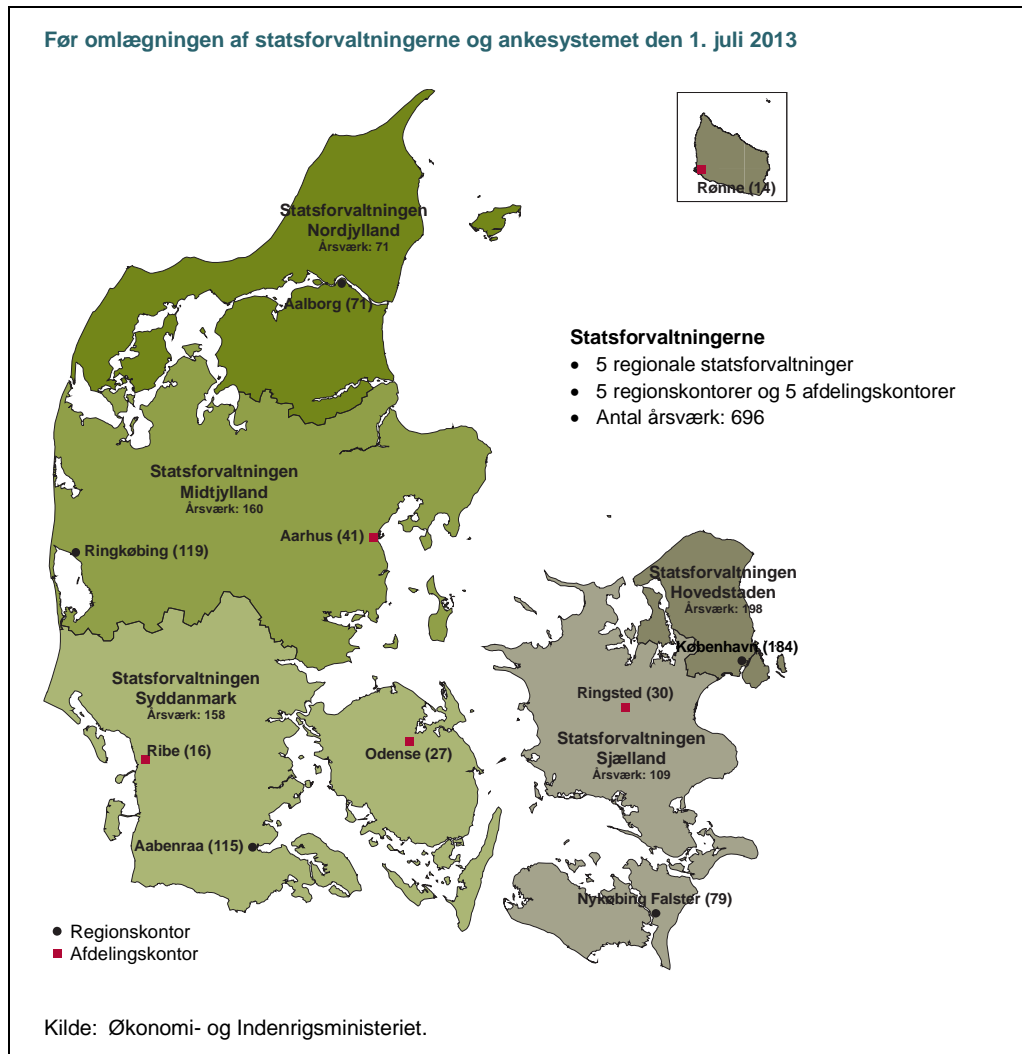 Før omlægningen af statsforvaltningerne og ankesystemet den 1. juli 2013
Rønne (14)
Statsforvaltningen
Nordjylland
Årsværk: 71
Aalborg (71)
Statsforvaltningerne
• 5 regionale statsforvaltninger
• 5 regionskontorer og 5 afdelingskontorer
• Antal årsværk: 696
Statsforvaltningen
Midtjylland
Årsværk: 160
Aarhus (41)
Ringkøbing (119)
Statsforvaltningen
Hovedstaden
Årsværk: 198
København (184)
Statsforvaltningen
Syddanmark
Årsværk: 158
Ringsted (30)
Ribe (16)
Odense (27)
Statsforvaltningen
Sjælland
Årsværk: 109
Aabenraa (115)
Nykøbing Falster (79)
Regionskontor
Afdelingskontor
Kilde: Økonomi- og Indenrigsministeriet.